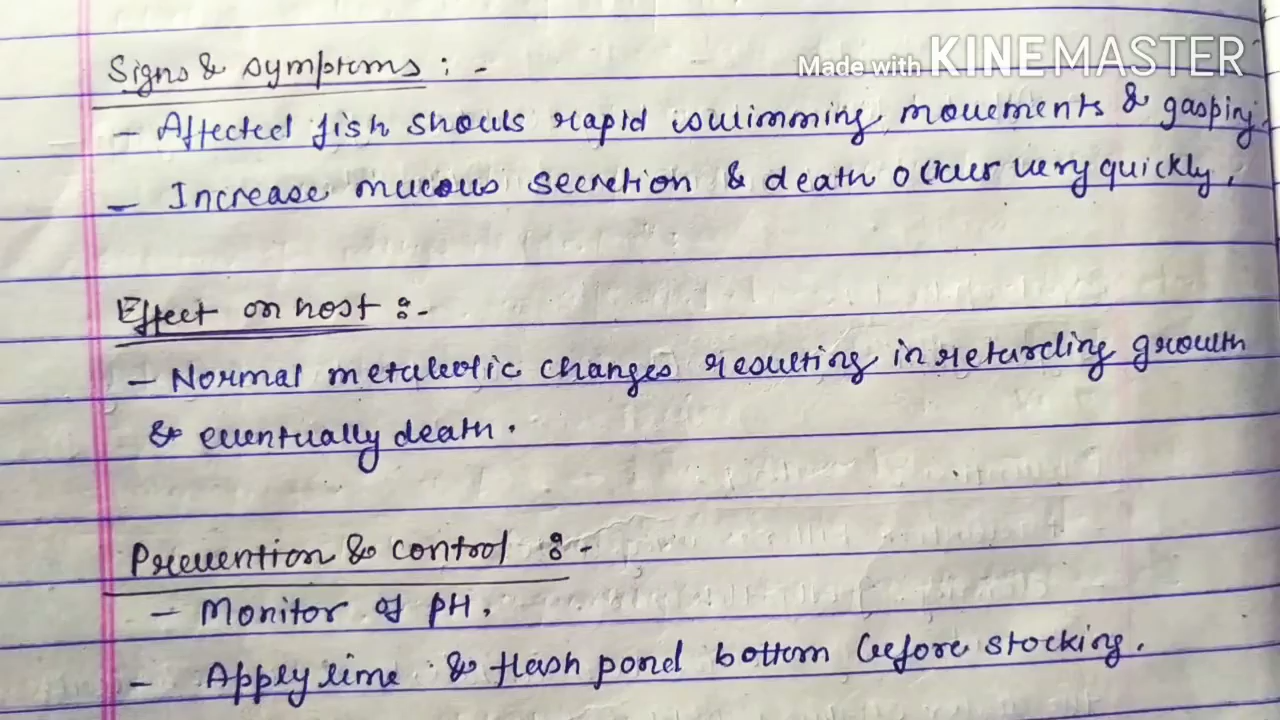 Made with KINEMASTER
Signs & symptoms : -
- Affected fish shows rapid swimming movements & gasping.
- Increase mucous secretion & death occur very quickly.
Effect on host :-
- Normal metabolic changes resulting in retarding growth
& eventually death.
Prevention & control :-
- Monitor of pH.
- Apply lime & flash pond bottom before stocking.